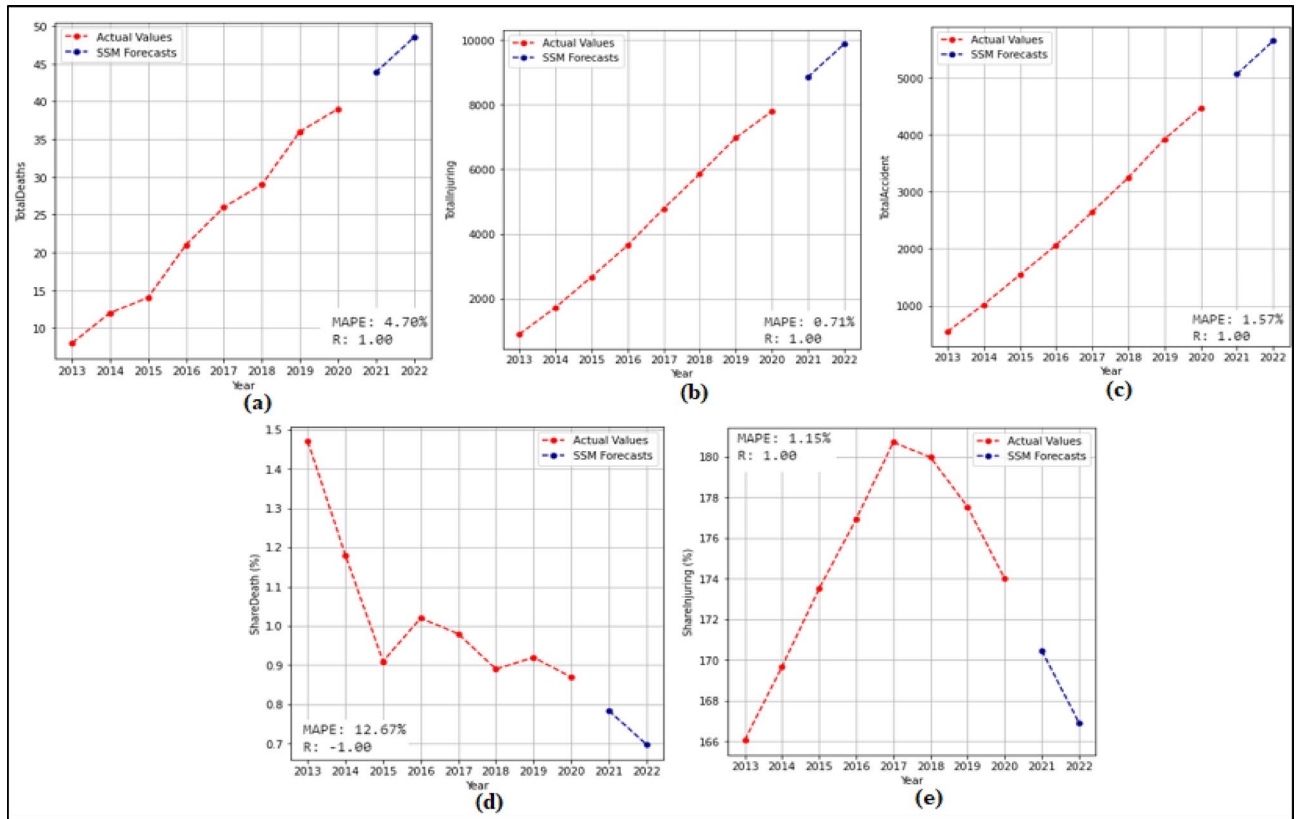 50
45
40
35
30
25
20
15
10
TotalDeaths
Actual Values
SSM Forecasts
MAPE: 4.70%
R: 1.00
2013 2014 2015 2016 2017 2018 2019 2020 2021 2022
Year
(a)
10000
8000
6000
4000
2000
TotalInjuring
Actual Values
SSM Forecasts
MAPE: 0.71%
R: 1.00
2013 2014 2015 2016 2017 2018 2019 2020 2021 2022
Year
(b)
5000
4000
3000
2000
1000
TotalAccident
Actual Values
SSM Forecasts
MAPE: 1.57%
R: 1.00
2013 2014 2015 2016 2017 2018 2019 2020 2021 2022
Year
(c)
1.5
1.4
1.3
1.2
1.1
1.0
0.9
0.8
0.7
ShareDeath (%)
Actual Values
SSM Forecasts
MAPE: 12.67%
R: -1.00
2013 2014 2015 2016 2017 2018 2019 2020 2021 2022
Year
(d)
180
178
176
174
172
170
168
166
ShareInjuring (%)
MAPE: 1.15%
R: 1.00
Actual Values
SSM Forecasts
2013 2014 2015 2016 2017 2018 2019 2020 2021 2022
Year
(e)